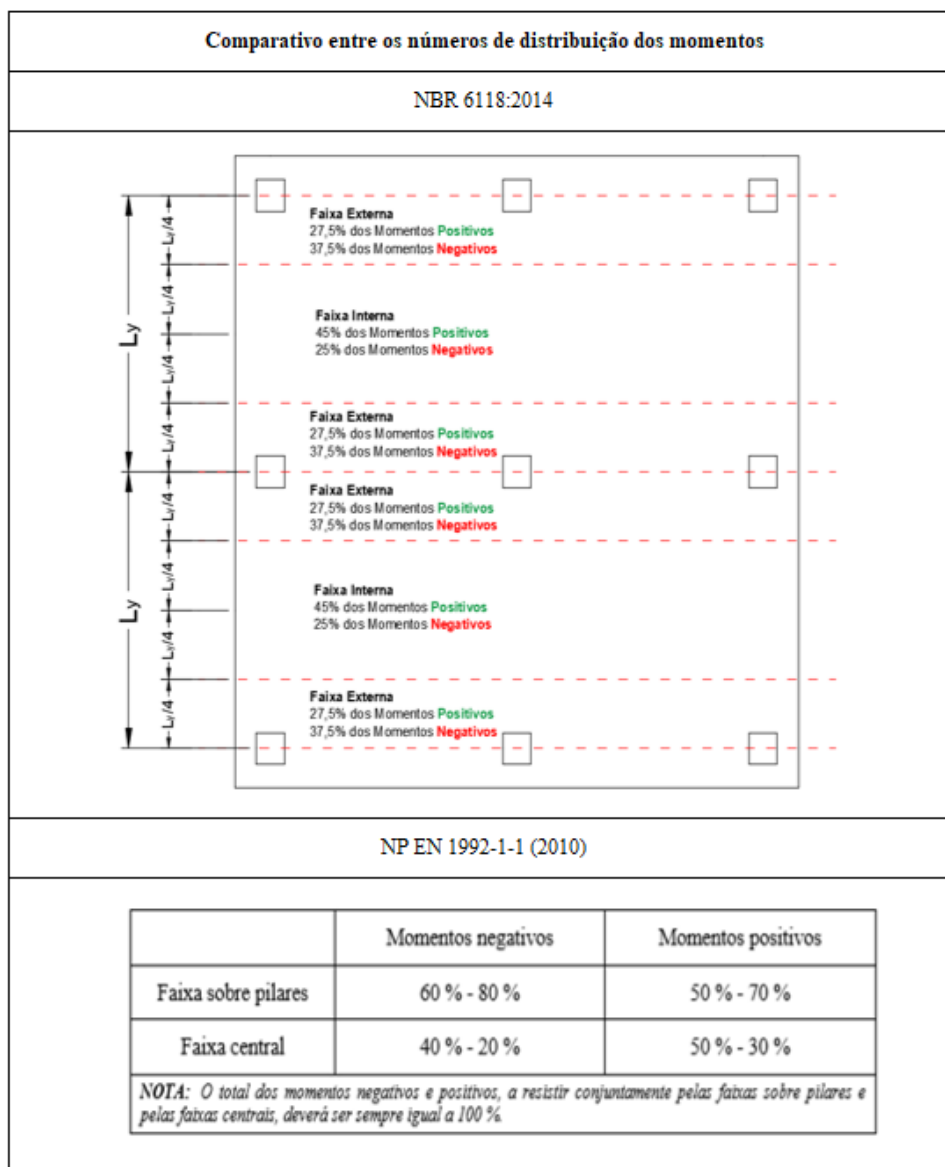 Comparativo entre os números de distribuição dos momentos
NBR 6118:2014
Ly
Ly/4
Ly/4
Ly/4
Ly/4
Faixa Externa
27,5% dos Momentos Positivos
37,5% dos Momentos Negativos
Faixa Interna
45% dos Momentos Positivos
25% dos Momentos Negativos
Faixa Externa
27,5% dos Momentos Positivos
37,5% dos Momentos Negativos
Ly
Ly/4
Ly/4
Ly/4
Ly/4
Faixa Externa
27,5% dos Momentos Positivos
37,5% dos Momentos Negativos
Faixa Interna
45% dos Momentos Positivos
25% dos Momentos Negativos
Faixa Externa
27,5% dos Momentos Positivos
37,5% dos Momentos Negativos
NP EN 1992-1-1 (2010)
Momentos negativos Momentos positivos
Faixa sobre pilares 60 % - 80 % 50 % - 70 %
Faixa central 40 % - 20 % 50 % - 30 %
NOTA: O total dos momentos negativos e positivos, a resistir conjuntamente pelas faixas sobre pilares e
pelas faixas centrais, deverá ser sempre igual a 100 %.